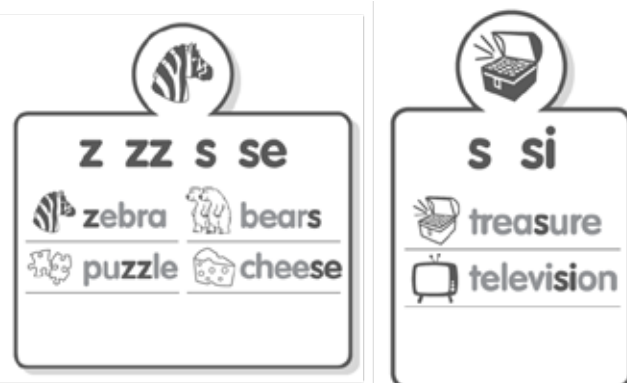 z zz s se
zebra bears
puzzle cheese
s si
treasure
television